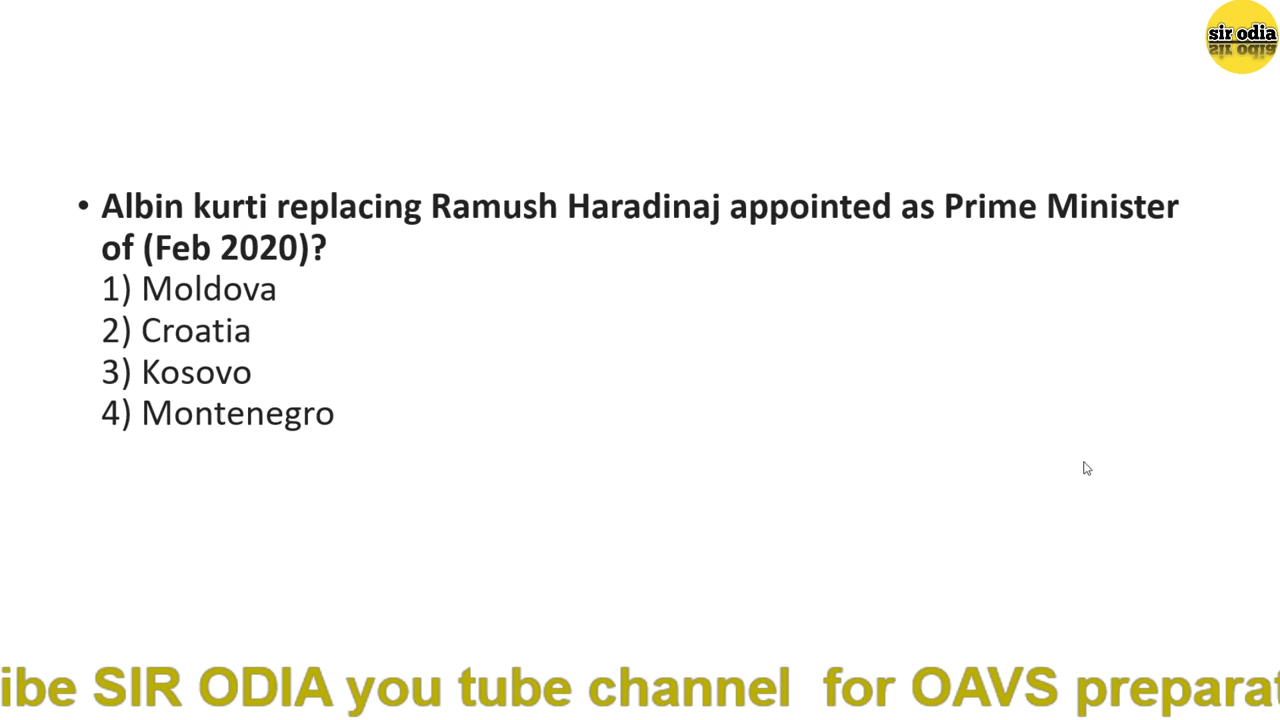 sir odia
• Albin kurti replacing Ramush Haradinaj appointed as Prime Minister
of (Feb 2020)?
1) Moldova
2) Croatia
3) Kosovo
4) Montenegro
ibe SIR ODIA you tube channel for OAVS preparat